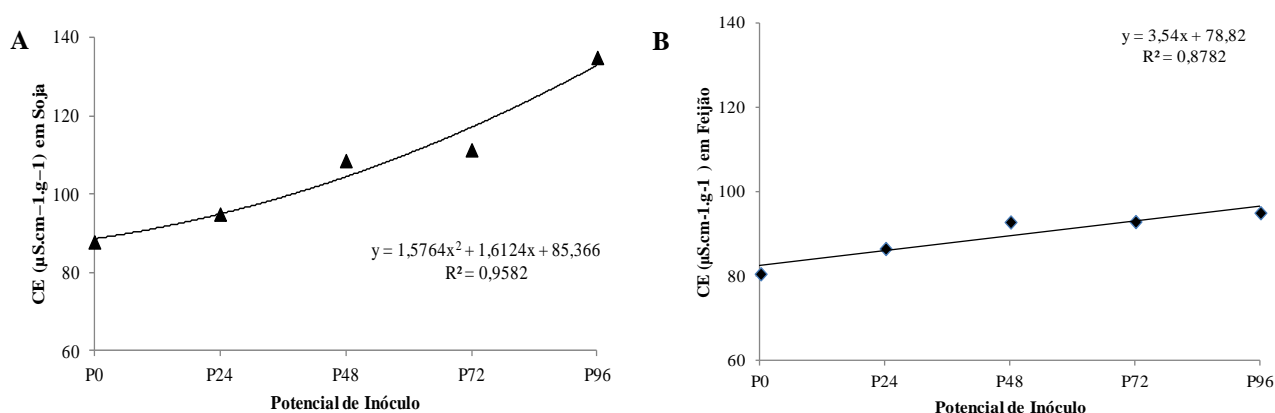 A
CE (µS.cm−1.g−1) em Soja
140
120
100
80
60
y = 1,5764x² + 1,6124x + 85,366
R² = 0,9582
P0 P24 P48 P72 P96
Potencial de Inóculo
B
CE (µS.cm-1.g-1 ) em Feijão
140
120
100
80
60
y = 3,54x + 78,82
R² = 0,8782
P0 P24 P48 P72 P96
Potencial de Inóculo